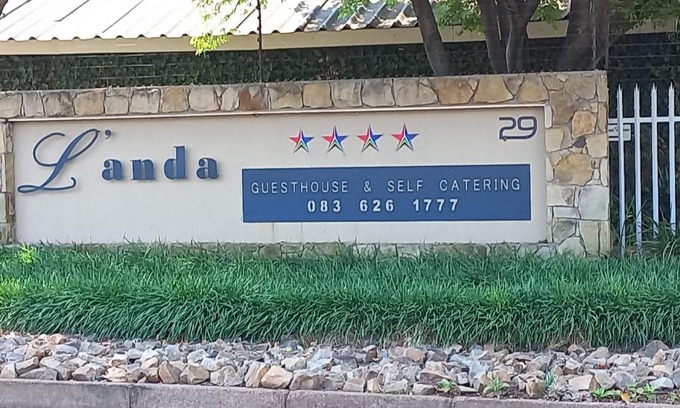 L'anda
29
GUESTHOUSE & SELF CATERING
083 626 1777